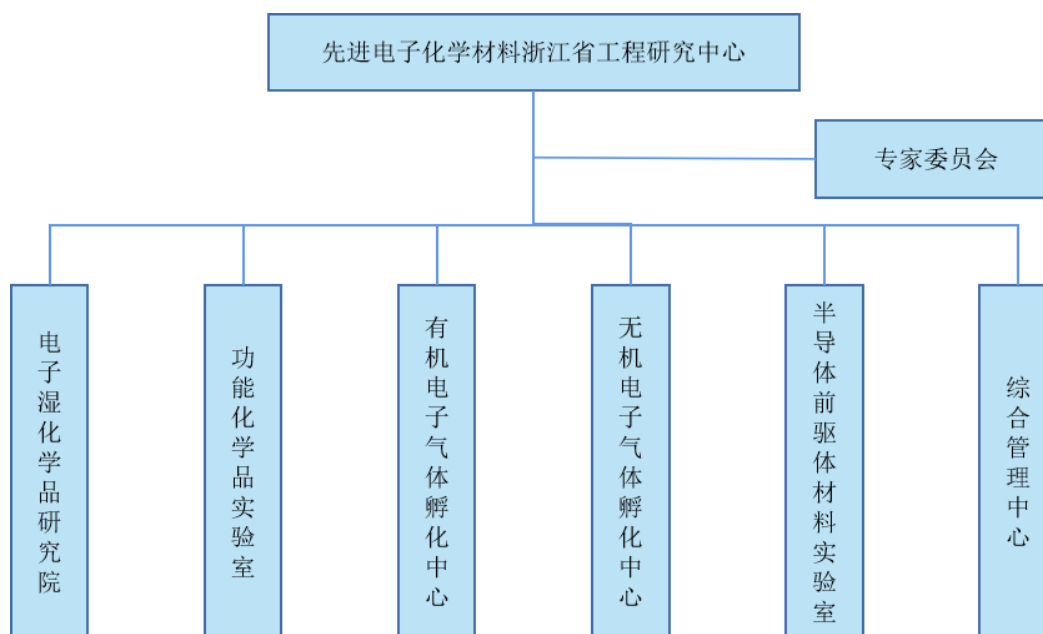 先进电子化学材料浙江省工程研究中心
专家委员会
电子湿化学品研究院
功能化学品实验室
有机电子气体孵化中心
无机电子气体孵化中心
半导体前驱体材料实验室
综合管理中心